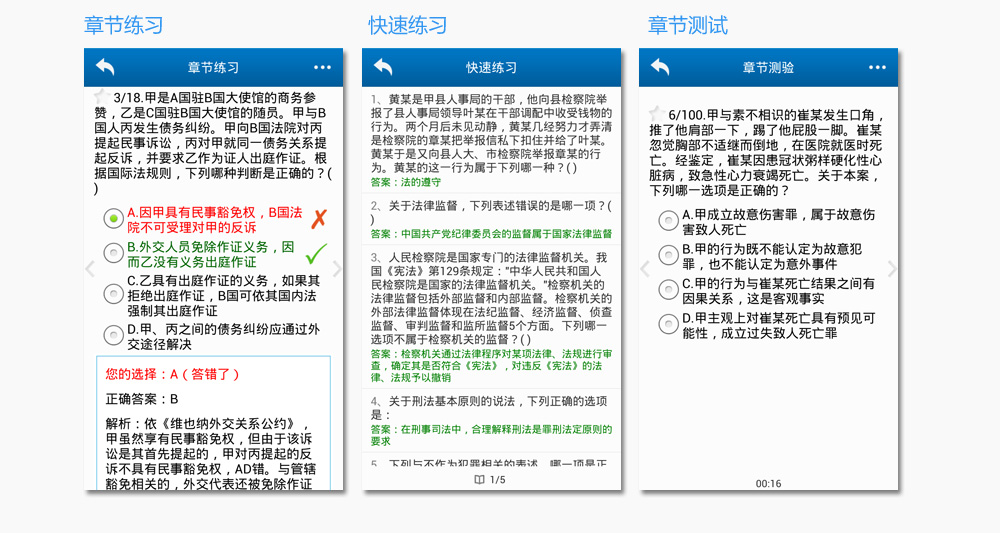 章节练习
章节练习
3/18.甲是A国驻B国大使馆的商务参
赞，乙是C国驻B国大使馆的随员。甲与B
国人丙发生债务纠纷。甲向B国法院对丙
提起民事诉讼，丙对甲就同一债务关系提
起反诉，并要求乙作为证人出庭作证。根
据国际法规则，下列哪种判断是正确的？(
)
A.因甲具有民事豁免权，B国法
院不可受理对甲的反诉
B.外交人员免除作证义务，因
而乙没有义务出庭作证
C.乙具有出庭作证的义务，如果其
拒绝出庭作证，B国可依其国内法
强制其出庭作证
D.甲、丙之间的债务纠纷应通过外
交途径解决
您的选择：A（答错了）
正确答案：B
解析：依《维也纳外交关系公约》，
甲虽然享有民事豁免权，但由于该诉
讼是其首先提起的，甲对丙提起的反
诉不具有民事豁免权，AD错。与管辖
豁免相关的，外交代表还被免除作证
快速练习
快速练习
1、黄某是甲县人事局的干部，他向县检察院举
报了县人事局领导叶某在干部调配中收受钱物的
行为。两个月后未见动静，黄某几经努力才弄清
是检察院的章某把举报信私下扣住并给了叶某。
黄某于是又向县人大、市检察院举报章某的行
为。黄某的这一行为属于下列哪一种？( )
答案：法的遵守
2、关于法律监督，下列表述错误的是哪一项？(
)
答案：中国共产党纪律委员会的监督属于国家法律监督
3、人民检察院是国家专门的法律监督机关。我
国《宪法》第129条规定："中华人民共和国人民
检察院是国家的法律监督机关。"检察机关的
法律监督包括外部监督和内部监督。检察机关的
外部法律监督体现在法纪监督、经济监督、侦查
监督、审判监督和监所监督5个方面。下列哪一
选项不属于检察机关的监督？( )
答案：检察机关通过法律程序对某项法律、法规进行审
查，确定其是否符合《宪法》，对违反《宪法》的法
律、法规予以撤销
4、关于刑法基本原则的说法，下列正确的选项
是：
答案：在刑事司法中，合理解释刑法是罪刑法定原则的
要求
5、下列与不作为犯罪相关的表述，哪一项是正
1/5
章节测试
章节测验
6/100.甲与素不相识的崔某发生口角，
推了他肩部一下，踢了他屁股一脚。崔某
忽觉胸部不适继而倒地，在医院就医时死
亡。经鉴定，崔某因患冠状粥样硬化性心
脏病，致急性心力衰竭死亡。关于本案，
下列哪一选项是正确的？
A.甲成立故意伤害罪，属于故意伤
害致人死亡
B.甲的行为既不能认定为故意犯
罪，也不能认定为意外事件
C.甲的行为与崔某死亡结果之间有
因果关系，这是客观事实
D.甲主观上对崔某死亡具有预见可
能性，成立过失致人死亡罪
00:16